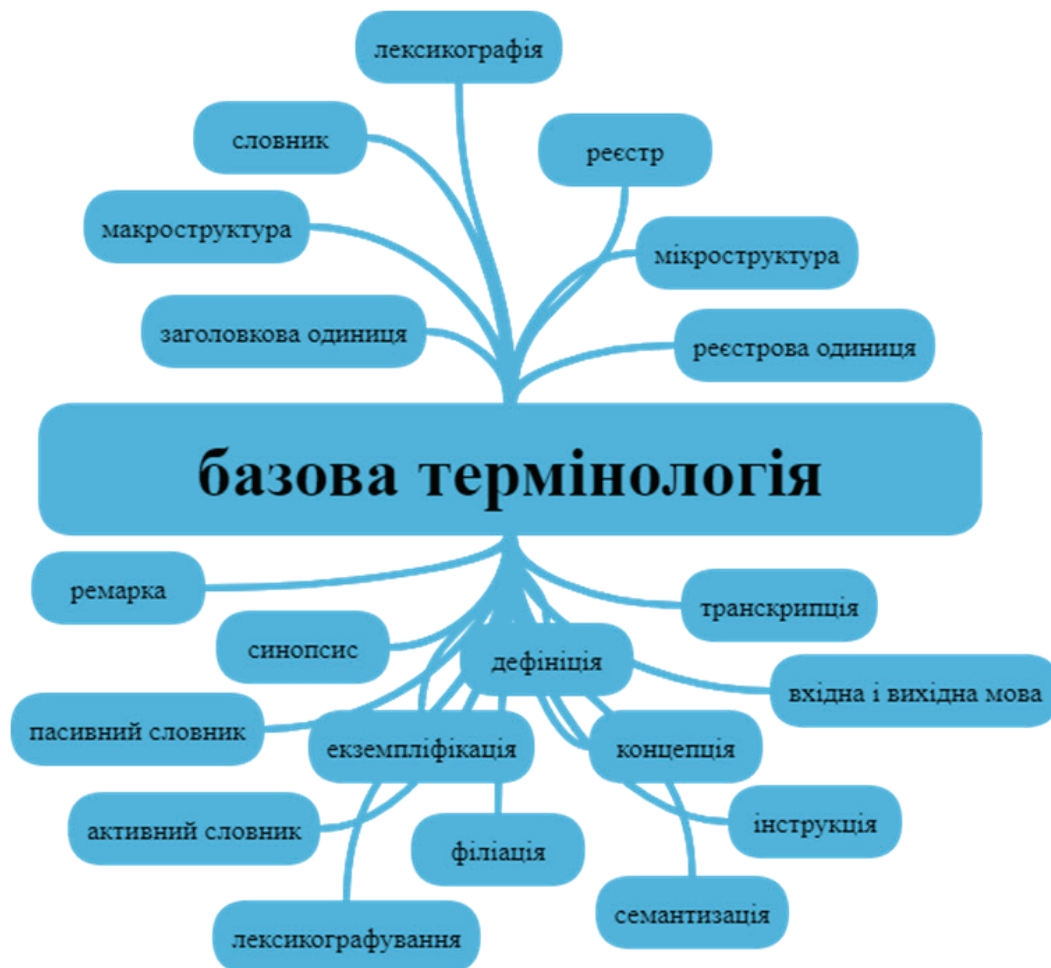 лексикографія
словник
реєстр
макроструктура
мікроструктура
заголовкова одиниця
реєстрова одиниця
базова термінологія
ремарка
транскрипція
синопсис
дефініція
вхідна і вихідна мова
пасивний словник
екземпліфікація
концепція
активний словник
інструкція
філіація
семантизація
лексикографування